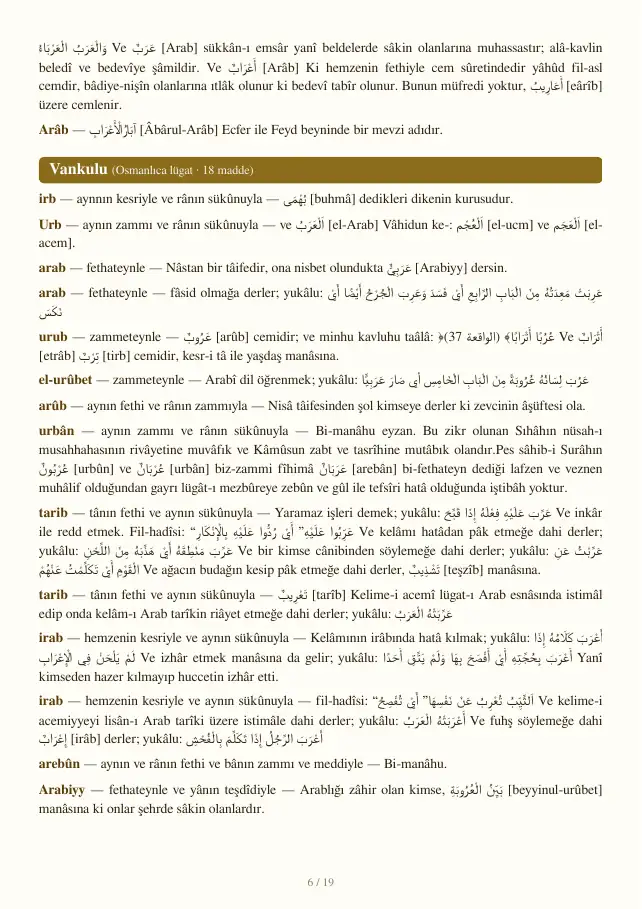 وَالْعَرَبُ الْعَرْبَاءُ Ve عَرَبٌ [Arab] sükkân-ı emsâr yanî beldelerde sâkin olanlarına muhassastır; alâ-kavlin
beledî ve bedevîye şâmildir. Ve أَعْرَابٌ [Arâb] Ki hemzenin fethiyle cem sûretindedir yâhûd fil-asl
cemdir, bâdiye-nişîn olanlarına ıtlâk olunur ki bedevî tabîr olunur. Bunun müfredi yoktur, أَعَارِيبُ [eârîb]
üzere cemlenir.
Arâb — آبَارُالْأَعْرَابِ [Âbârul-Arâb] Ecfer ile Feyd beyninde bir mevzi adıdır.
Vankulu (Osmanlıca lügat · 18 madde)
irb — aynnın kesriyle ve rânın sükûnuyla — بُهْمَى [buhmâ] dedikleri dikenin kurusudur.
Urb — aynın zammı ve rânın sükûnuyla — ve اَلْعَرَبُ [el-Arab] Vâhidun ke-: اَلْعُجْم [el-ucm] ve اَلْعَجَم [el-
acem].
arab — fethateynle — Nâstan bir tâifedir, ona nisbet olundukta عَرَبِيٌّ [Arabiyy] dersin.
arab — fethateynle — fâsid olmağa derler; yukâlu: عَرِبَتْ مَعِدَتُهُ مِنَ الْبَابِ الرَّابِعِ أَيْ فَسَدَ وَعَرِبَ الْجُرْحُ أَيْضًا أَيْ
نَكَسَ
urub — zammeteynle — عَرُوبٌ [arûb] cemidir; ve minhu kavluhu taâlâ: ﴿عُرُبًا أَتْرَابًا﴾ (الواقعة 37) Ve أَتْرَابٌ
[etrâb] تِرْبٌ [tirb] cemidir, kesr-i tâ ile yaşdaş manâsına.
el-urûbet — zammeteynle — Arabî dil öğrenmek; yukâlu: عَرُبَ لِسَانُهُ عُرُوبَةً مِنَ الْبَابِ الْخَامِسِ أَي صَارَ عَرَبِيًّا
arûb — aynın fethi ve rânın zammıyla — Nisâ tâifesinden şol kimseye derler ki zevcinin âşüftesi ola.
urbân — aynın zammı ve rânın sükûnuyla — Bi-manâhu eyzan. Bu zikr olunan Sıhâhın nüsah-ı
musahhahasının rivâyetine muvâfık ve Kâmûsun zabt ve tasrîhine mutâbık olandır.Pes sâhib-i Surâhın
عُرْبُونٌ [urbûn] ve عُرْبَانٌ [urbân] biz-zammi fîhimâ عَرَبَانٌ [arebân] bi-fethateyn dediği lafzen ve veznen
muhâlif olduğundan gayrı lügât-ı mezbûreye zebûn ve gûl ile tefsîri hatâ olduğunda iştibâh yoktur.
tarib — tânın fethi ve aynın sükûnuyla — Yaramaz işleri demek; yukâlu: عَرَّبَ عَلَيْهِ فِعْلَهُ إِذَا قَبَّحَ Ve inkâr
ile redd etmek. Fil-hadîsi: “عَرِّبُوا عَلَيْهِ” أَيْ رُدُّوا عَلَيْهِ بِالْإِنْكَارِ Ve kelâmı hatâdan pâk etmeğe dahi derler;
yukâlu: عَرَّبَ مَنْطِقَهُ أَيْ هَذَّبَهُ مِنَ اللَّحْنِ Ve bir kimse cânibinden söylemeğe dahi derler; yukâlu: عَرَّبْتُ عَنِ
الْقَوْمِ أَيْ تَكَلَّمْتُ عَنْهُمْ Ve ağacın budağın kesip pâk etmeğe dahi derler, تَشْذِيبٌ [teşzîb] manâsına.
tarib — tânın fethi ve aynın sükûnuyla — تَعْرِيبٌ [tarîb] Kelime-i acemî lügat-ı Arab esnâsında istimâl
edip onda kelâm-ı Arab tarîkin riâyet etmeğe dahi derler; yukâlu: عَرَّبَتْهُ الْعَرَبُ
irab — hemzenin kesriyle ve aynın sükûnuyla — Kelâmının irâbında hatâ kılmak; yukâlu: أَعْرَبَ كَلَامُهُ إِذَا
لَمْ يَلْحَنْ فِي الْإِعْرَابِ Ve izhâr etmek manâsına da gelir; yukâlu: أَعْرَبَ بِحُجَّتِهِ أَيْ أَفْصَحَ بِهَا وَلَمْ يَتَّقِ أَحَدًا Yanî
kimseden hazer kılmayıp huccetin izhâr etti.
irab — hemzenin kesriyle ve aynın sükûnuyla — fil-hadîsi: “اَلثَّيِّبُ تُعْرِبُ عَنْ نَفْسِهَا” أَيْ تُفْصِحُ Ve kelime-i
acemiyyeyi lisân-ı Arab tarîki üzere istimâle dahi derler; yukâlu: أَعْرَبَتْهُ الْعَرَبُ Ve fuhş söylemeğe dahi
إِعْرَابٌ [irâb] derler; yukâlu: أَعْرَبَ الرَّجُلُ إِذَا تَكَلَّمَ بِالْفُحْشِ
arebûn — aynın ve rânın fethi ve bânın zammı ve meddiyle — Bi-manâhu.
Arabiyy — fethateynle ve yânın teşdîdiyle — Arablığı zâhir olan kimse, بَيِّنُ الْعُرُوبَةِ [beyyinul-urûbet]
manâsına ki onlar şehrde sâkin olanlardır.
6 / 19